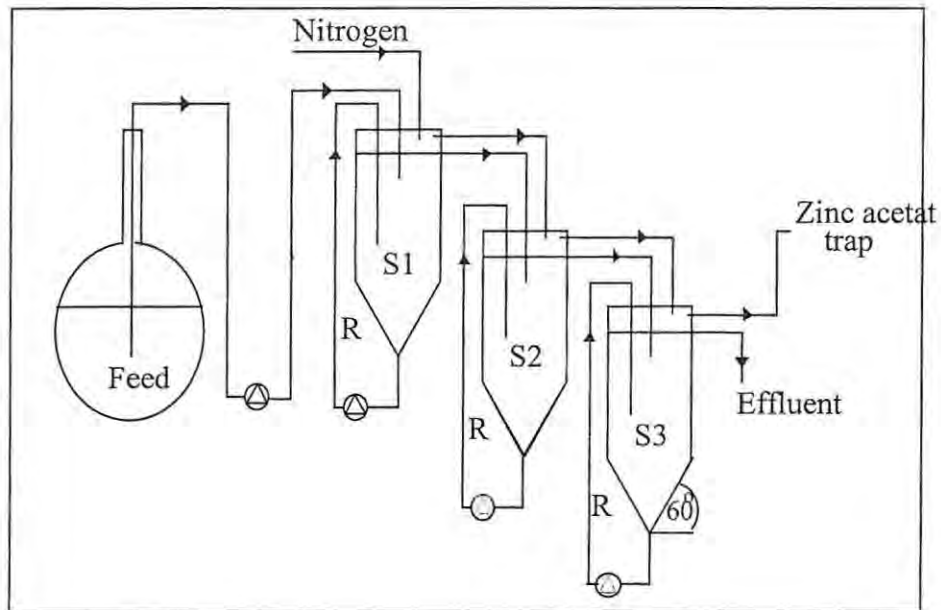 Nitrogen
S1
Zinc acetat
trap
R
S2
Feed
Effluent
R
S3
R
60°